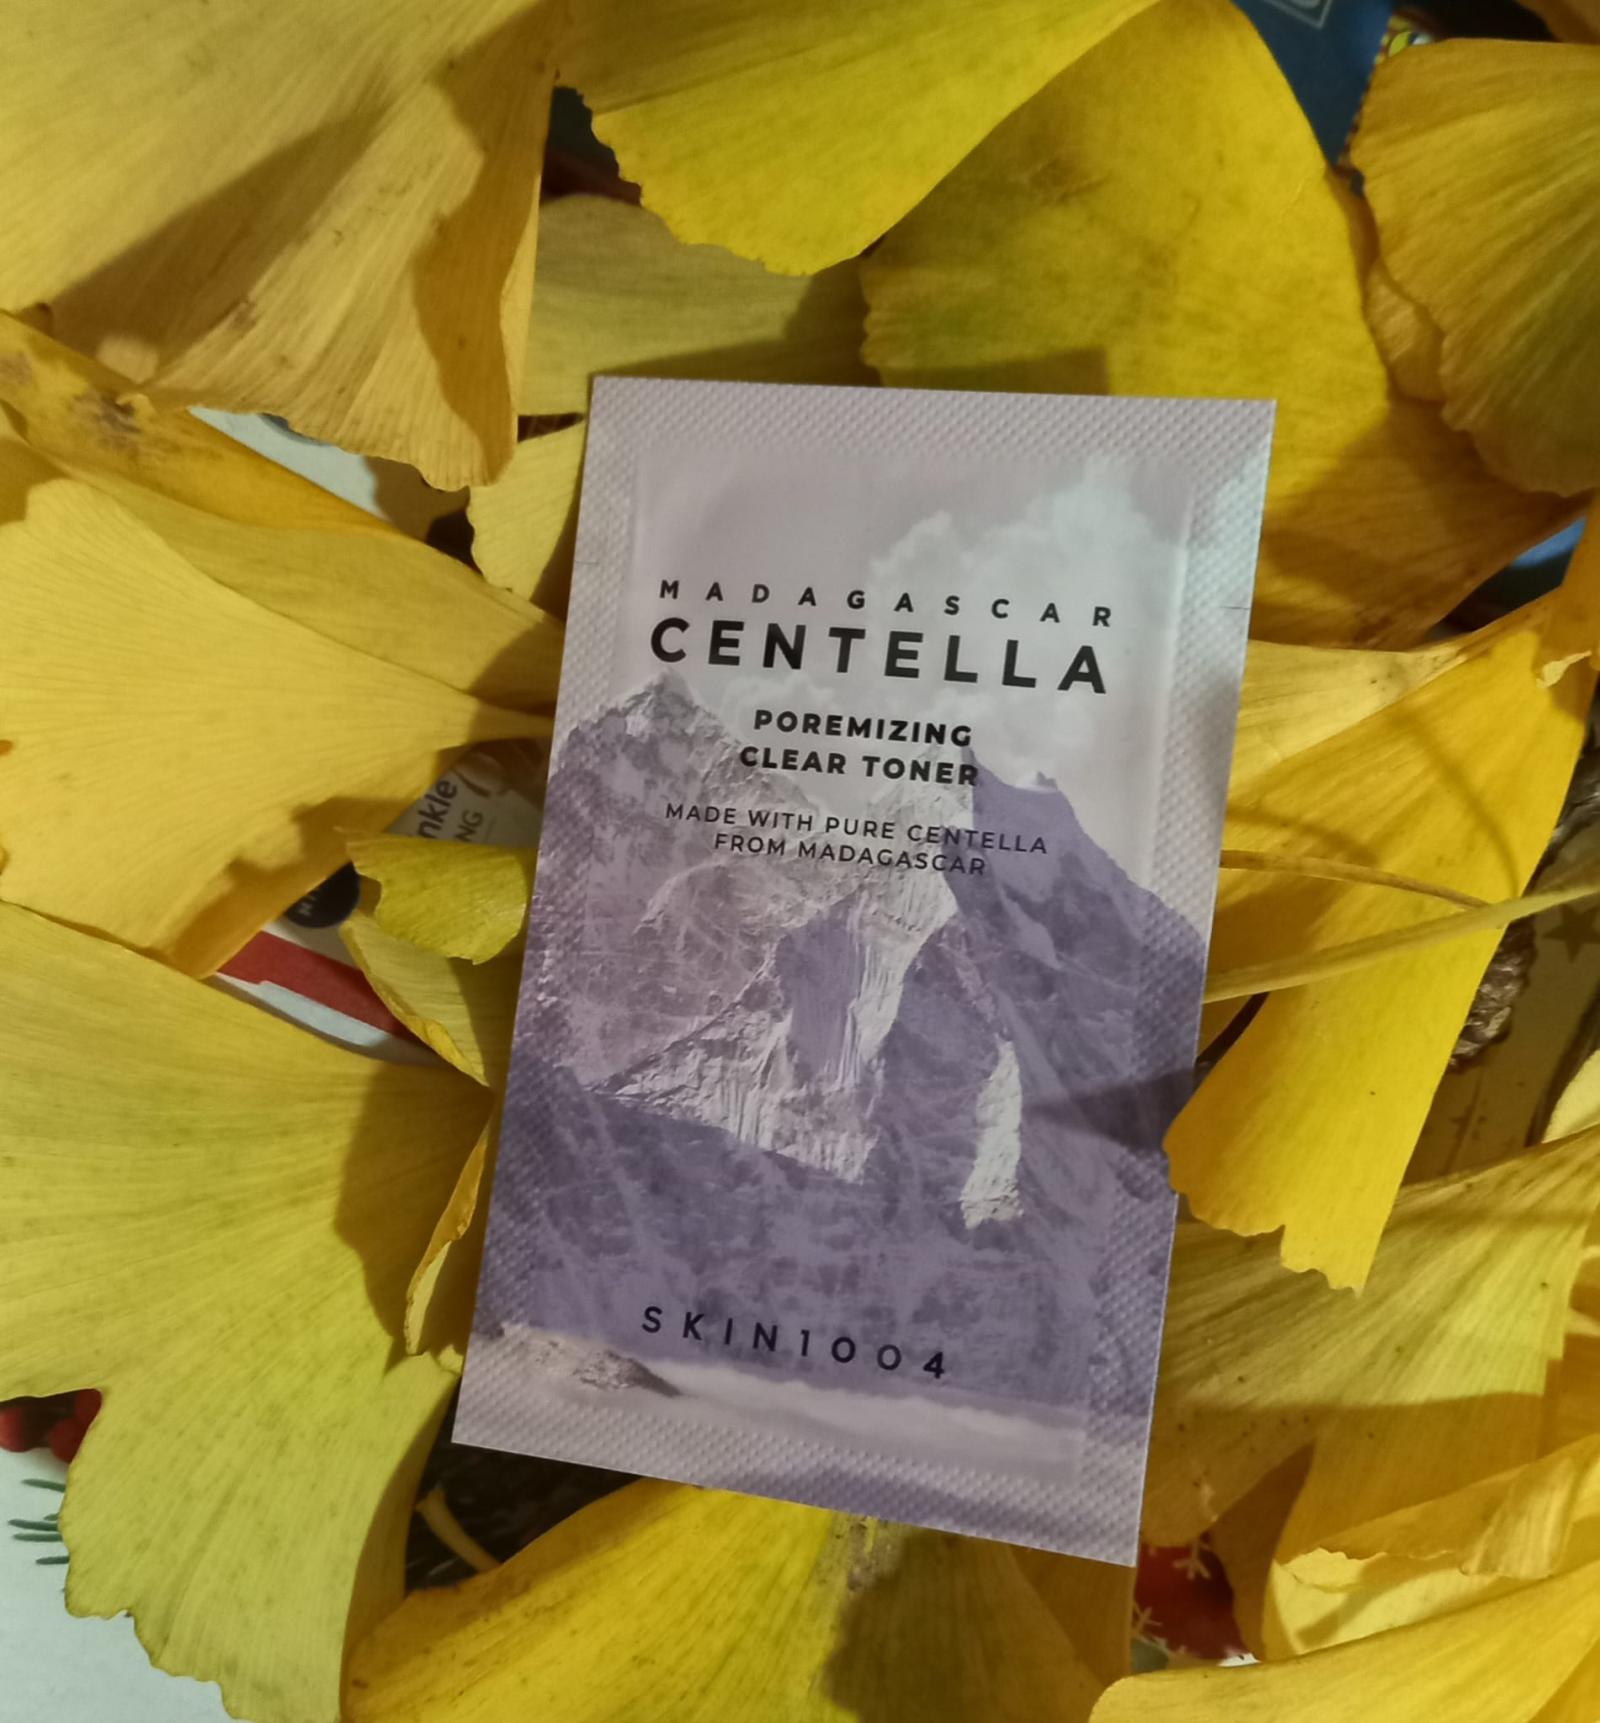 MADAGASCAR
CENTELLA
POREMIZING
CLEAR TONER
MADE WITH PURE CENTELLA
FROM MADAGASCAR
SKIN1004